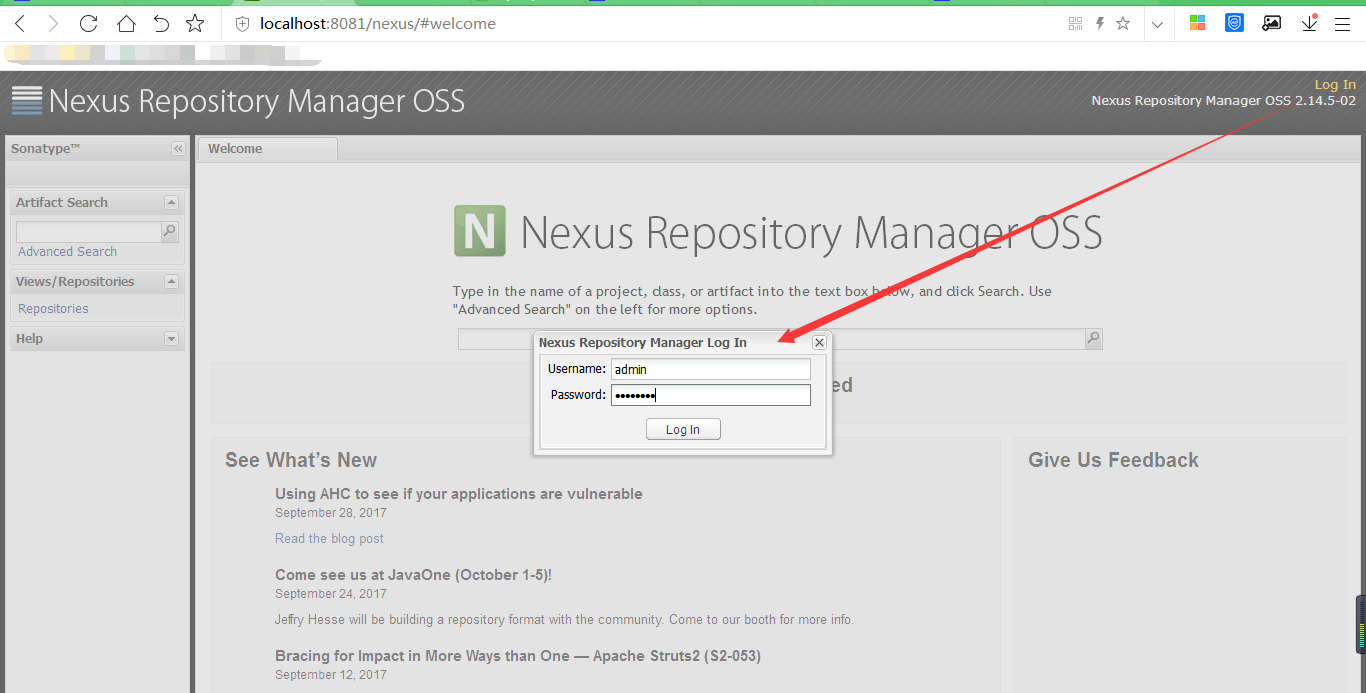 localhost:8081/nexus/#welcome
Nexus Repository Manager OSS
Log In
Nexus Repository Manager OSS 2.14.5-02
Sonatype™
Welcome
Artifact Search
Advanced Search
Views/Repositories
Repositories
Help
N Nexus Repository Manager OSS
Type in the name of a project, class, or artifact into the text box below, and click Search. Use
"Advanced Search" on the left for more options.
Nexus Repository Manager Log In
Username: admin
Password: ••••••••
Log In
ed
See What's New
Using AHC to see if your applications are vulnerable
September 28, 2017
Read the blog post
Come see us at JavaOne (October 1-5)!
September 24, 2017
Jeffry Hesse will be building a repository format with the community. Come to our booth for more info.
Bracing for Impact in More Ways than One — Apache Struts2 (S2-053)
September 12, 2017
Give Us Feedback